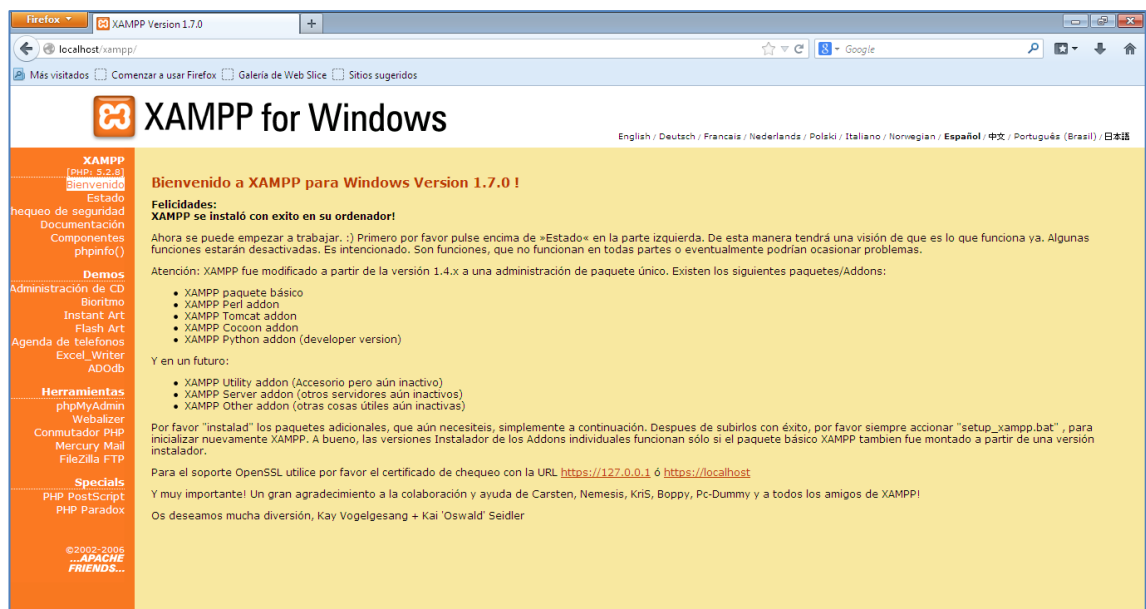 Firefox
XAMPP Version 1.7.0
+
localhost/xampp/
Google
Más visitados Comenzar a usar Firefox Galería de Web Slice Sitios sugeridos
XAMPP for Windows
English / Deutsch / Francais / Nederlands / Polski / Italiano / Norwegian / Español / 中文 / Português (Brasil) / 日本語
XAMPP
[PHP: 5.2.8]
Bienvenido
Estado
hequeo de seguridad
Documentación
Componentes
phpinfo()
Demos
Administración de CD
Bioritmo
Instant Art
Flash Art
Agenda de telefonos
Excel_Writer
ADOdb
Herramientas
phpMyAdmin
Webalizer
Conmutador PHP
Mercury Mail
FileZilla FTP
Specials
PHP PostScript
PHP Paradox
©2002-2006
...APACHE
FRIENDS...
Bienvenido a XAMPP para Windows Version 1.7.0 !
Felicidades:
XAMPP se instaló con exito en su ordenador!
Ahora se puede empezar a trabajar. :) Primero por favor pulse encima de »Estado« en la parte izquierda. De esta manera tendrá una visión de que es lo que funciona ya. Algunas
funciones estarán desactivadas. Es intencionado. Son funciones, que no funcionan en todas partes o eventualmente podrían ocasionar problemas.
Atención: XAMPP fue modificado a partir de la versión 1.4.x a una administración de paquete único. Existen los siguientes paquetes/Addons:
• XAMPP paquete básico
• XAMPP Perl addon
• XAMPP Tomcat addon
• XAMPP Cocoon addon
• XAMPP Python addon (developer version)
Y en un futuro:
• XAMPP Utility addon (Accesorio pero aún inactivo)
• XAMPP Server addon (otros servidores aún inactivos)
• XAMPP Other addon (otras cosas útiles aún inactivas)
Por favor "instalad" los paquetes adicionales, que aún necesiteis, simplemente a continuación. Despues de subirlos con éxito, por favor siempre accionar "setup_xampp.bat" , para
inicializar nuevamente XAMPP. A bueno, las versiones Instalador de los Addons individuales funcionan sólo si el paquete básico XAMPP tambien fue montado a partir de una versión
instalador.
Para el soporte OpenSSL utilice por favor el certificado de chequeo con la URL https://127.0.0.1 ó https://localhost
Y muy importante! Un gran agradecimiento a la colaboración y ayuda de Carsten, Nemesis, KriS, Boppy, Pc-Dummy y a todos los amigos de XAMPP!
Os deseamos mucha diversión, Kay Vogelgesang + Kai 'Oswald' Seidler